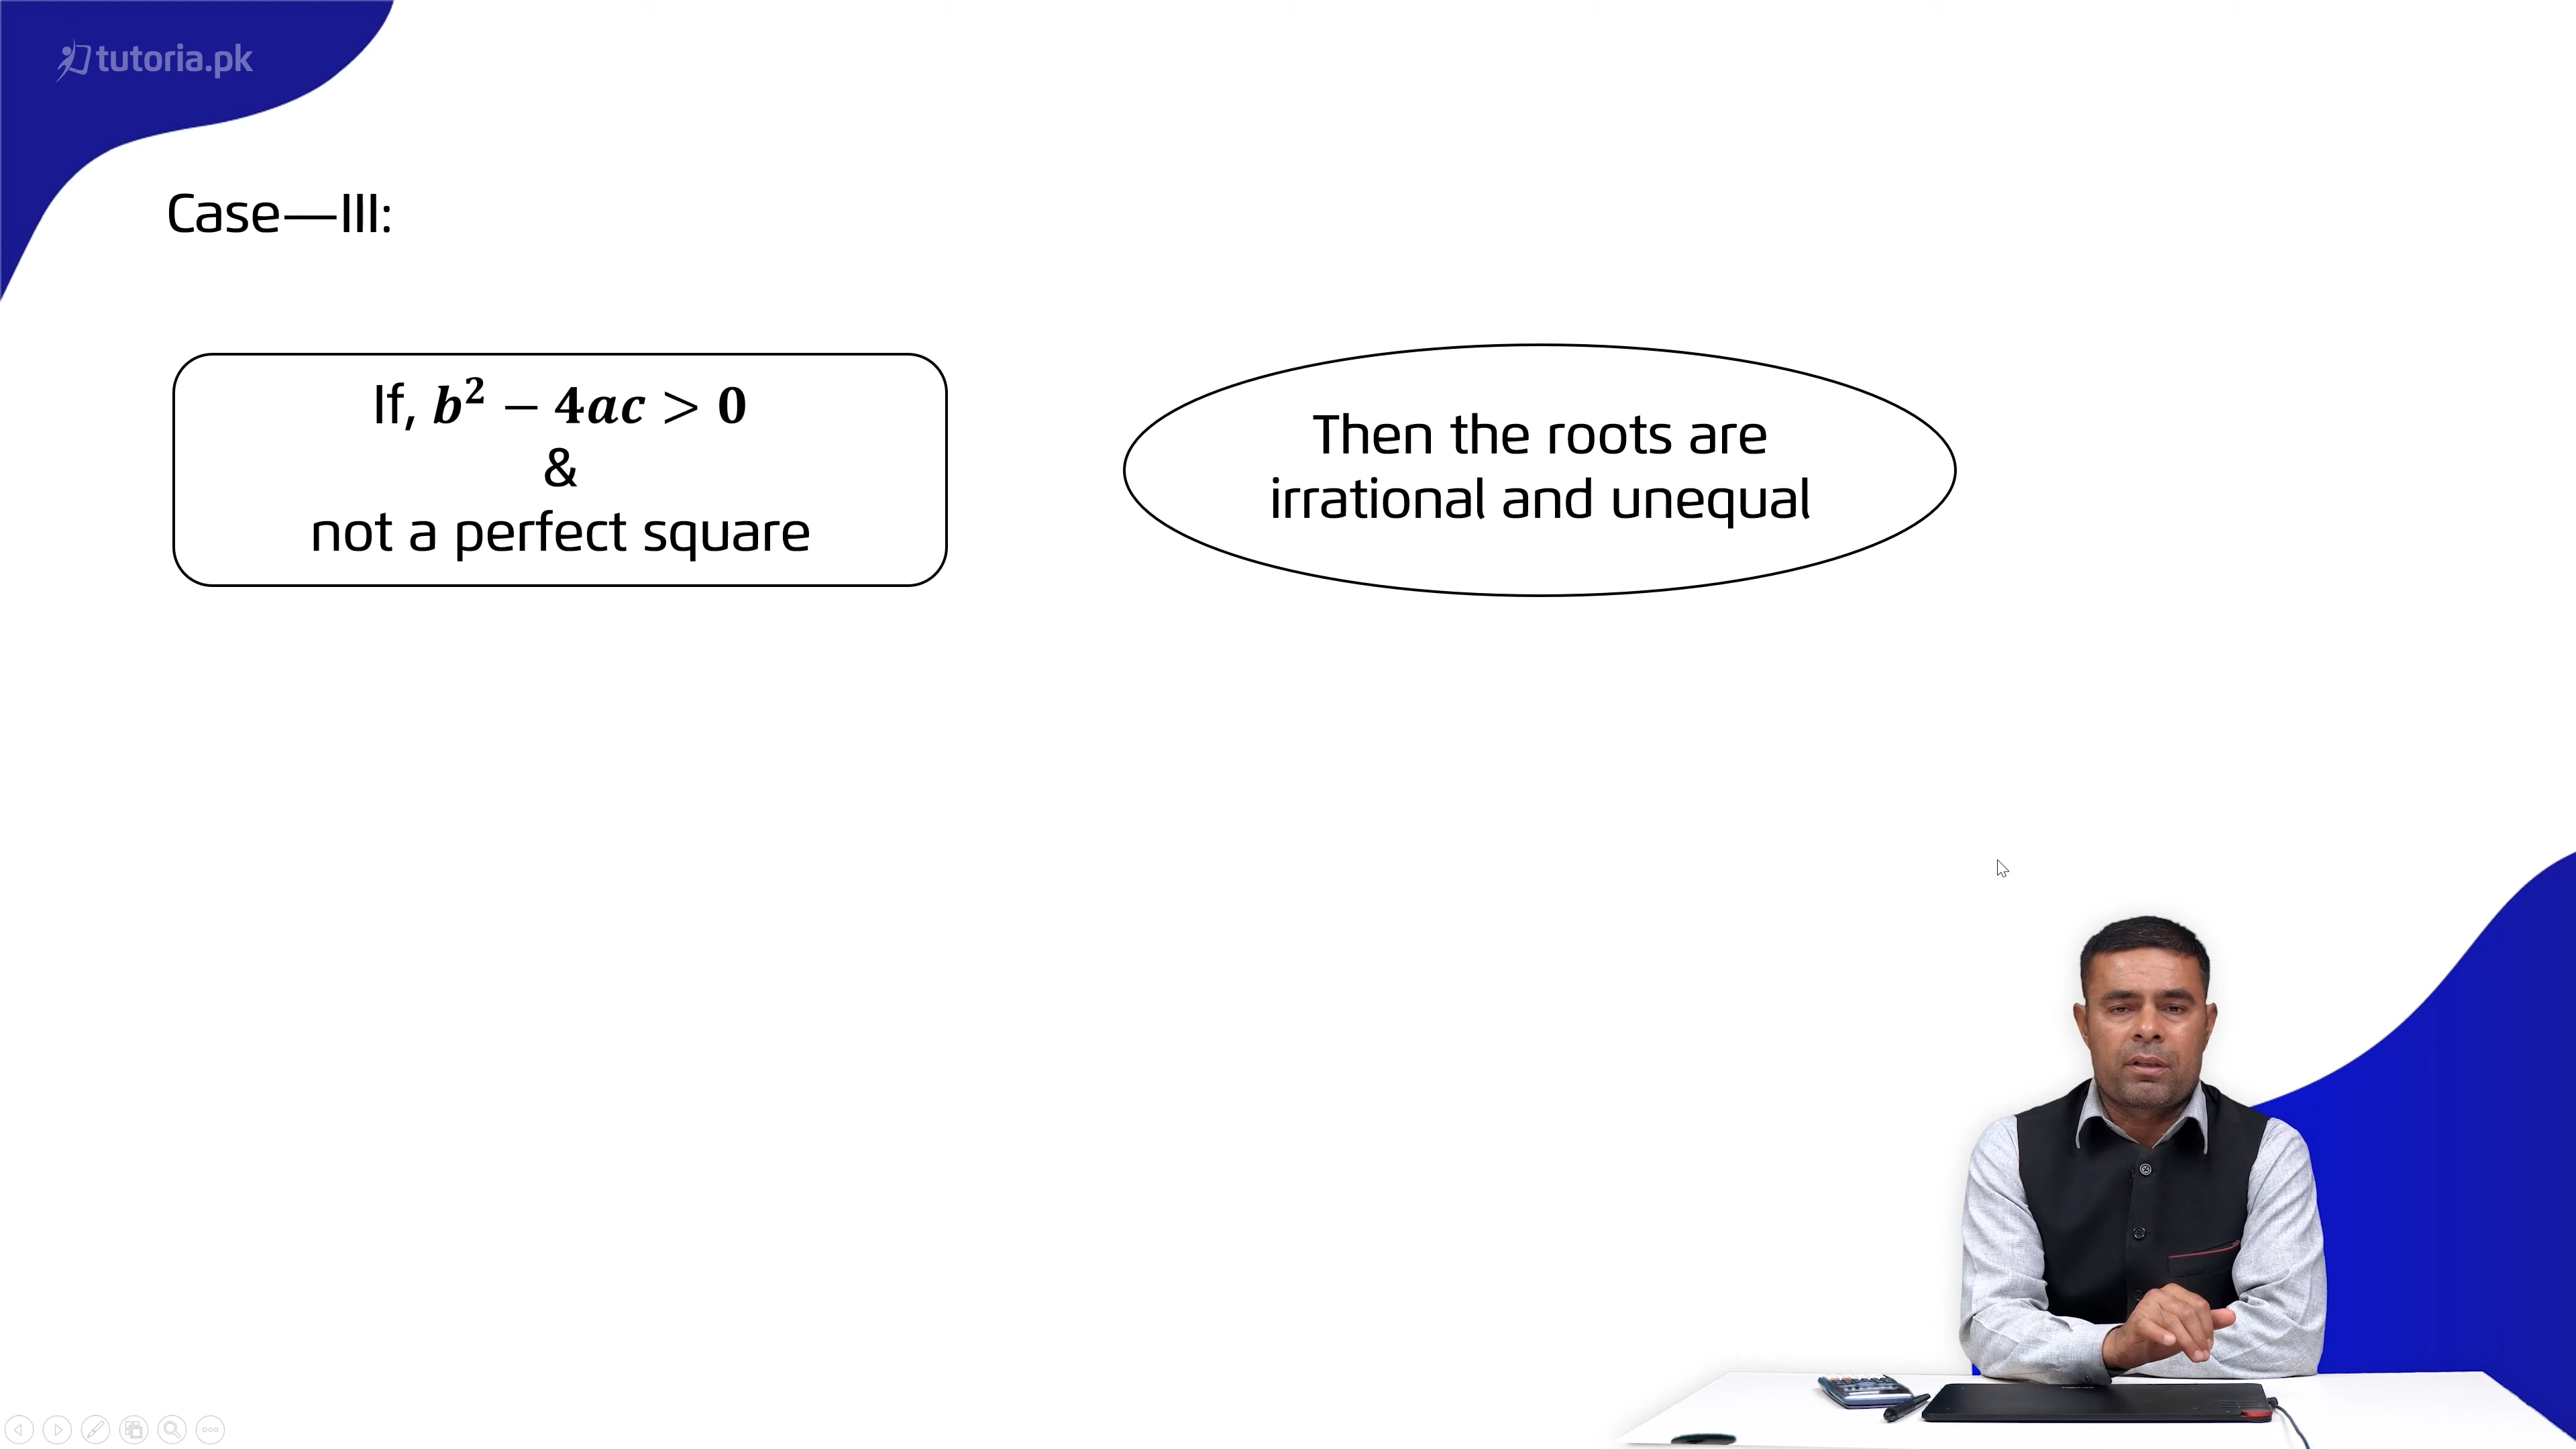 tutoria.pk
Case—III:
If, b² − 4ac > 0
&
not a perfect square
Then the roots are
irrational and unequal